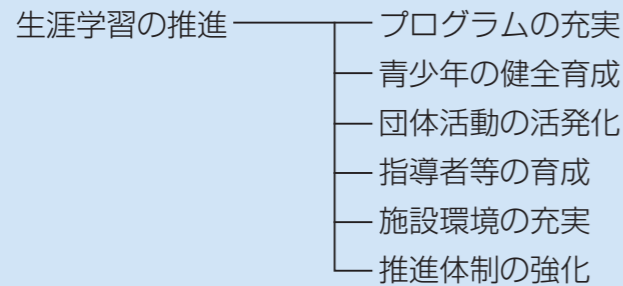 生涯学習の推進
プログラムの充実
青少年の健全育成
団体活動の活発化
指導者等の育成
施設環境の充実
推進体制の強化